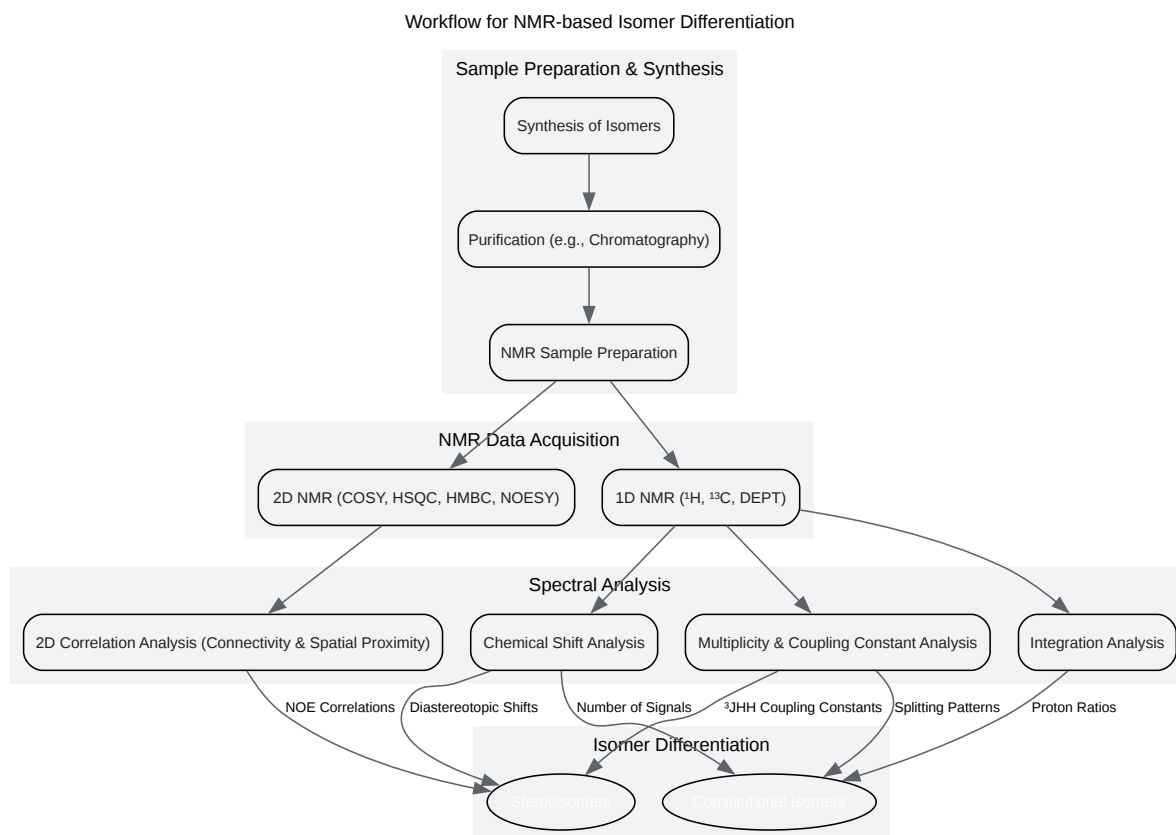 Workflow for NMR-based Isomer Differentiation
Sample Preparation & Synthesis
Synthesis of Isomers
Purification (e.g., Chromatography)
NMR Sample Preparation
NMR Data Acquisition
2D NMR (COSY, HSQC, HMBC, NOESY)
1D NMR (¹H, ¹³C, DEPT)
Spectral Analysis
2D Correlation Analysis (Connectivity & Spatial Proximity)
Chemical Shift Analysis
Multiplicity & Coupling Constant Analysis
Integration Analysis
NOE Correlations
Diastereotopic Shifts
Number of Signals
³JHH Coupling Constants
Splitting Patterns
Proton Ratios
Isomer Differentiation
Stereoisomers
Constitutional Isomers